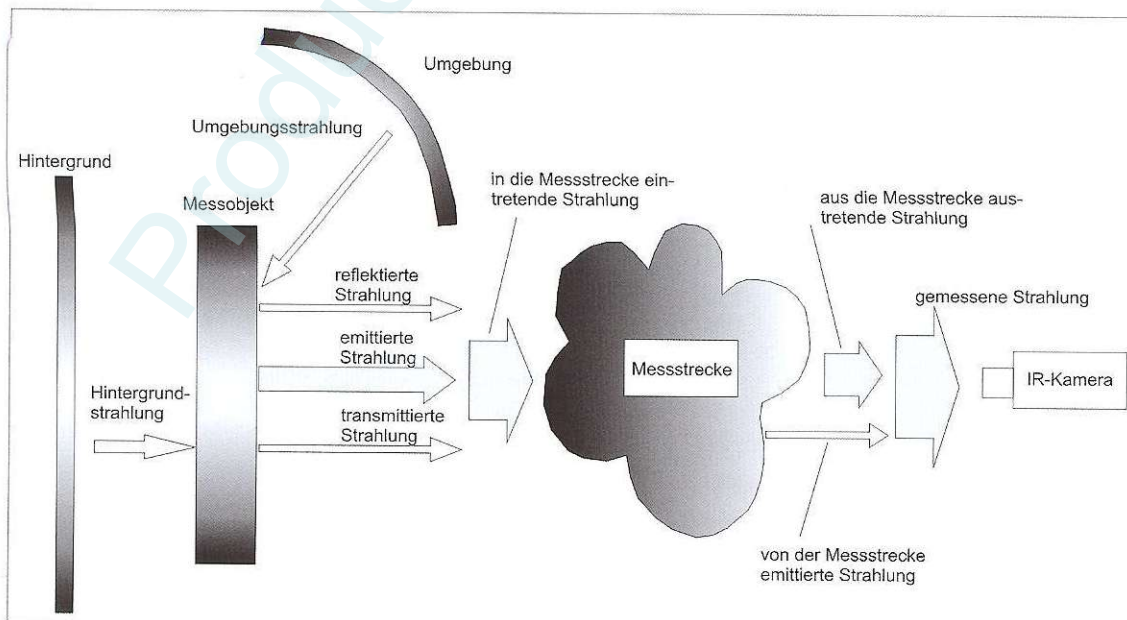 Umgebung
Umgebungsstrahlung
Hintergrund
Messobjekt
in die Messstrecke ein-
tretende Strahlung
aus die Messstrecke aus-
tretende Strahlung
reflektierte
Strahlung
emittierte
Strahlung
transmittierte
Strahlung
Hintergrund-
strahlung
Messstrecke
gemessene Strahlung
IR-Kamera
von der Messstrecke
emittierte Strahlung